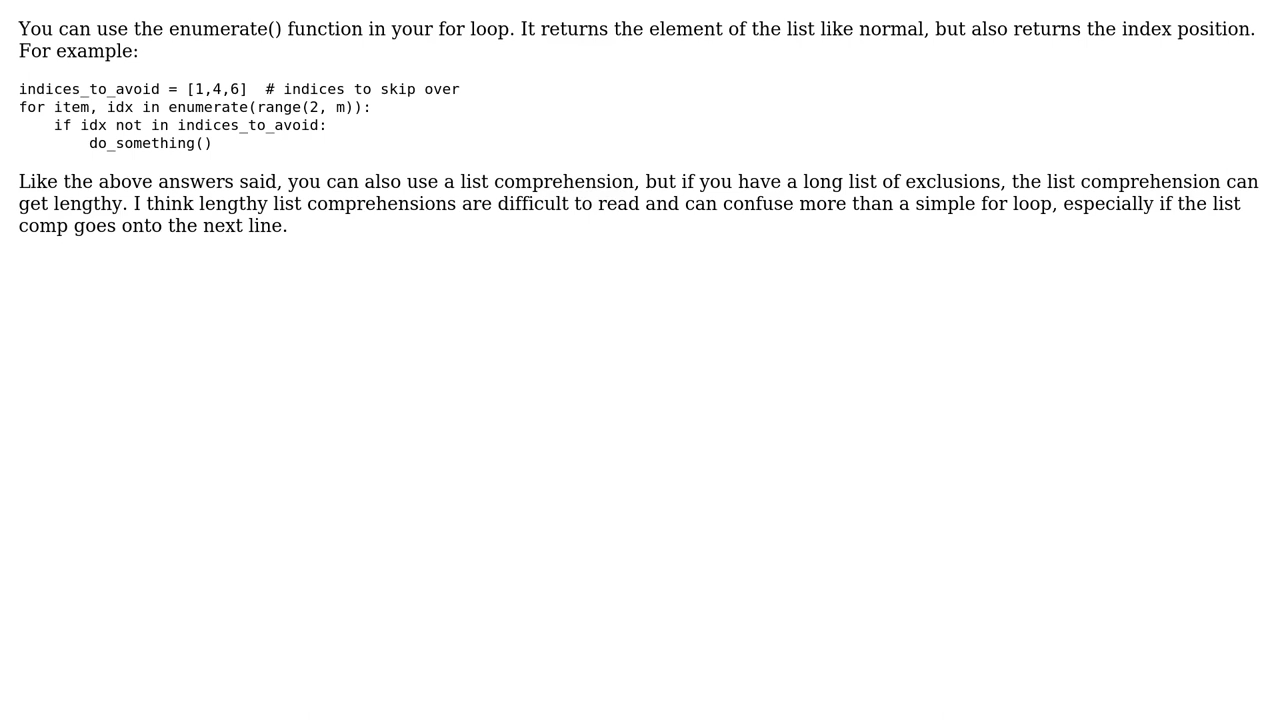 You can use the enumerate() function in your for loop. It returns the element of the list like normal, but also returns the index position.
For example:
indices_to_avoid = [1,4,6]  # indices to skip over
for item, idx in enumerate(range(2, m)):
    if idx not in indices_to_avoid:
        do_something()
Like the above answers said, you can also use a list comprehension, but if you have a long list of exclusions, the list comprehension can
get lengthy. I think lengthy list comprehensions are difficult to read and can confuse more than a simple for loop, especially if the list
comp goes onto the next line.